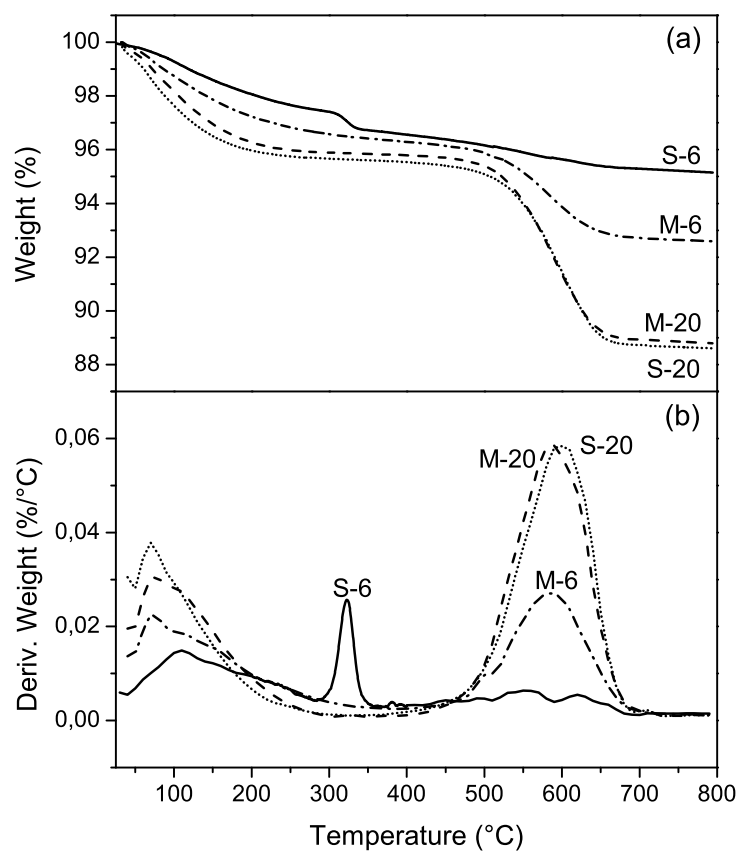 (a)
100
98
96
95
92
90
88
Weight (%)
S-6
M-6
M-20
S-20
(b)
0,06
0,04
0,02
0,00
Deriv. Weight (%/°C)
M-20
S-20
S-6
M-6
100 200 300 400 500 600 700 800
Temperature (°C)